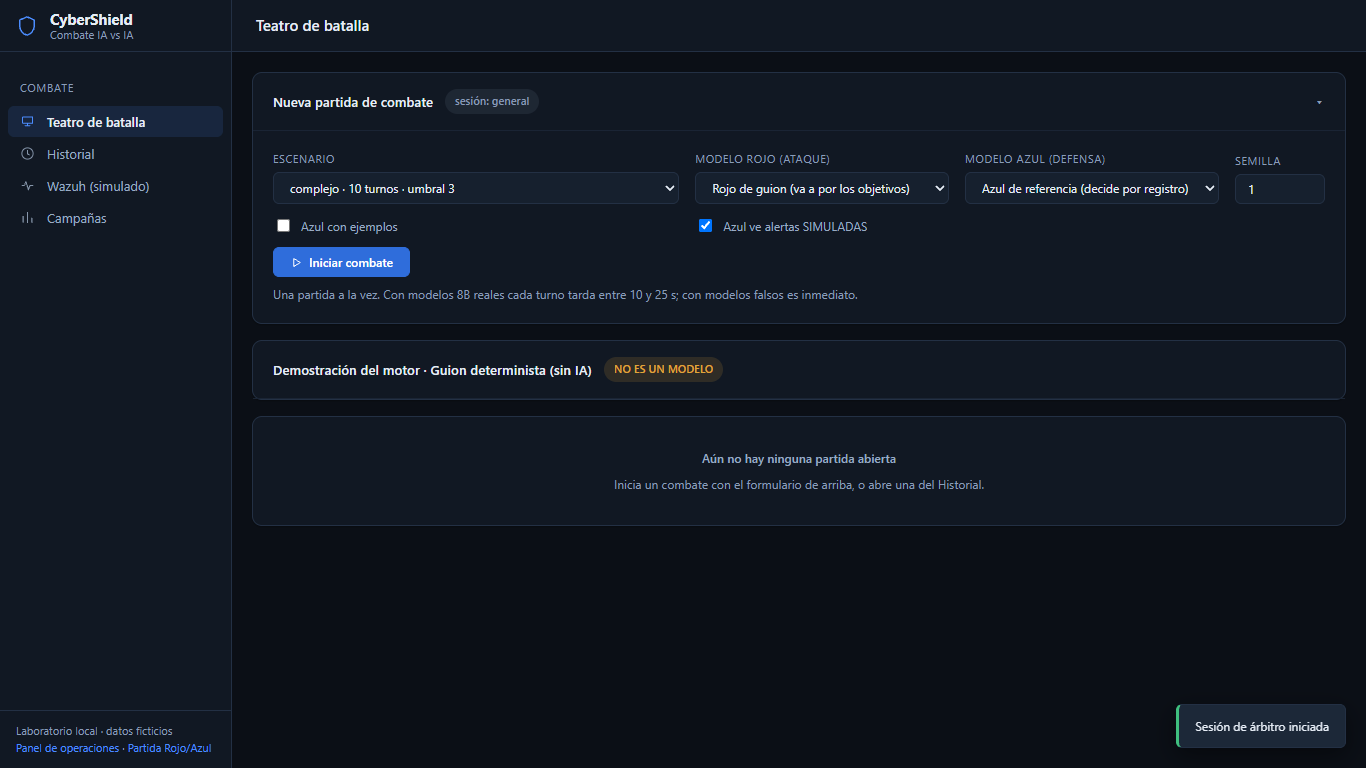 CyberShield
Combate IA vs IA
COMBATE
Teatro de batalla
Historial
Wazuh (simulado)
Campañas
Laboratorio local · datos ficticios
Panel de operaciones · Partida Rojo/Azul
Teatro de batalla
Nueva partida de combate
sesión: general
ESCENARIO
complejo · 10 turnos · umbral 3
MODELO ROJO (ATAQUE)
Rojo de guion (va a por los objetivos)
MODELO AZUL (DEFENSA)
Azul de referencia (decide por registro)
SEMILLA
1
Azul con ejemplos
Azul ve alertas SIMULADAS
Iniciar combate
Una partida a la vez. Con modelos 8B reales cada turno tarda entre 10 y 25 s; con modelos falsos es inmediato.
Demostración del motor · Guion determinista (sin IA)
NO ES UN MODELO
Aún no hay ninguna partida abierta
Inicia un combate con el formulario de arriba, o abre una del Historial.
Sesión de árbitro iniciada